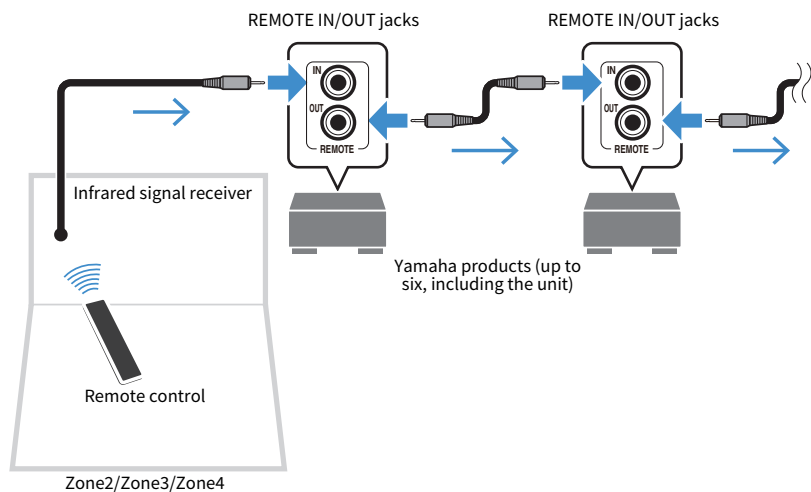 REMOTE IN/OUT jacks
REMOTE IN/OUT jacks
IN
OUT
REMOTE
IN
OUT
REMOTE
Infrared signal receiver
Yamaha products (up to
six, including the unit)
Remote control
Zone2/Zone3/Zone4